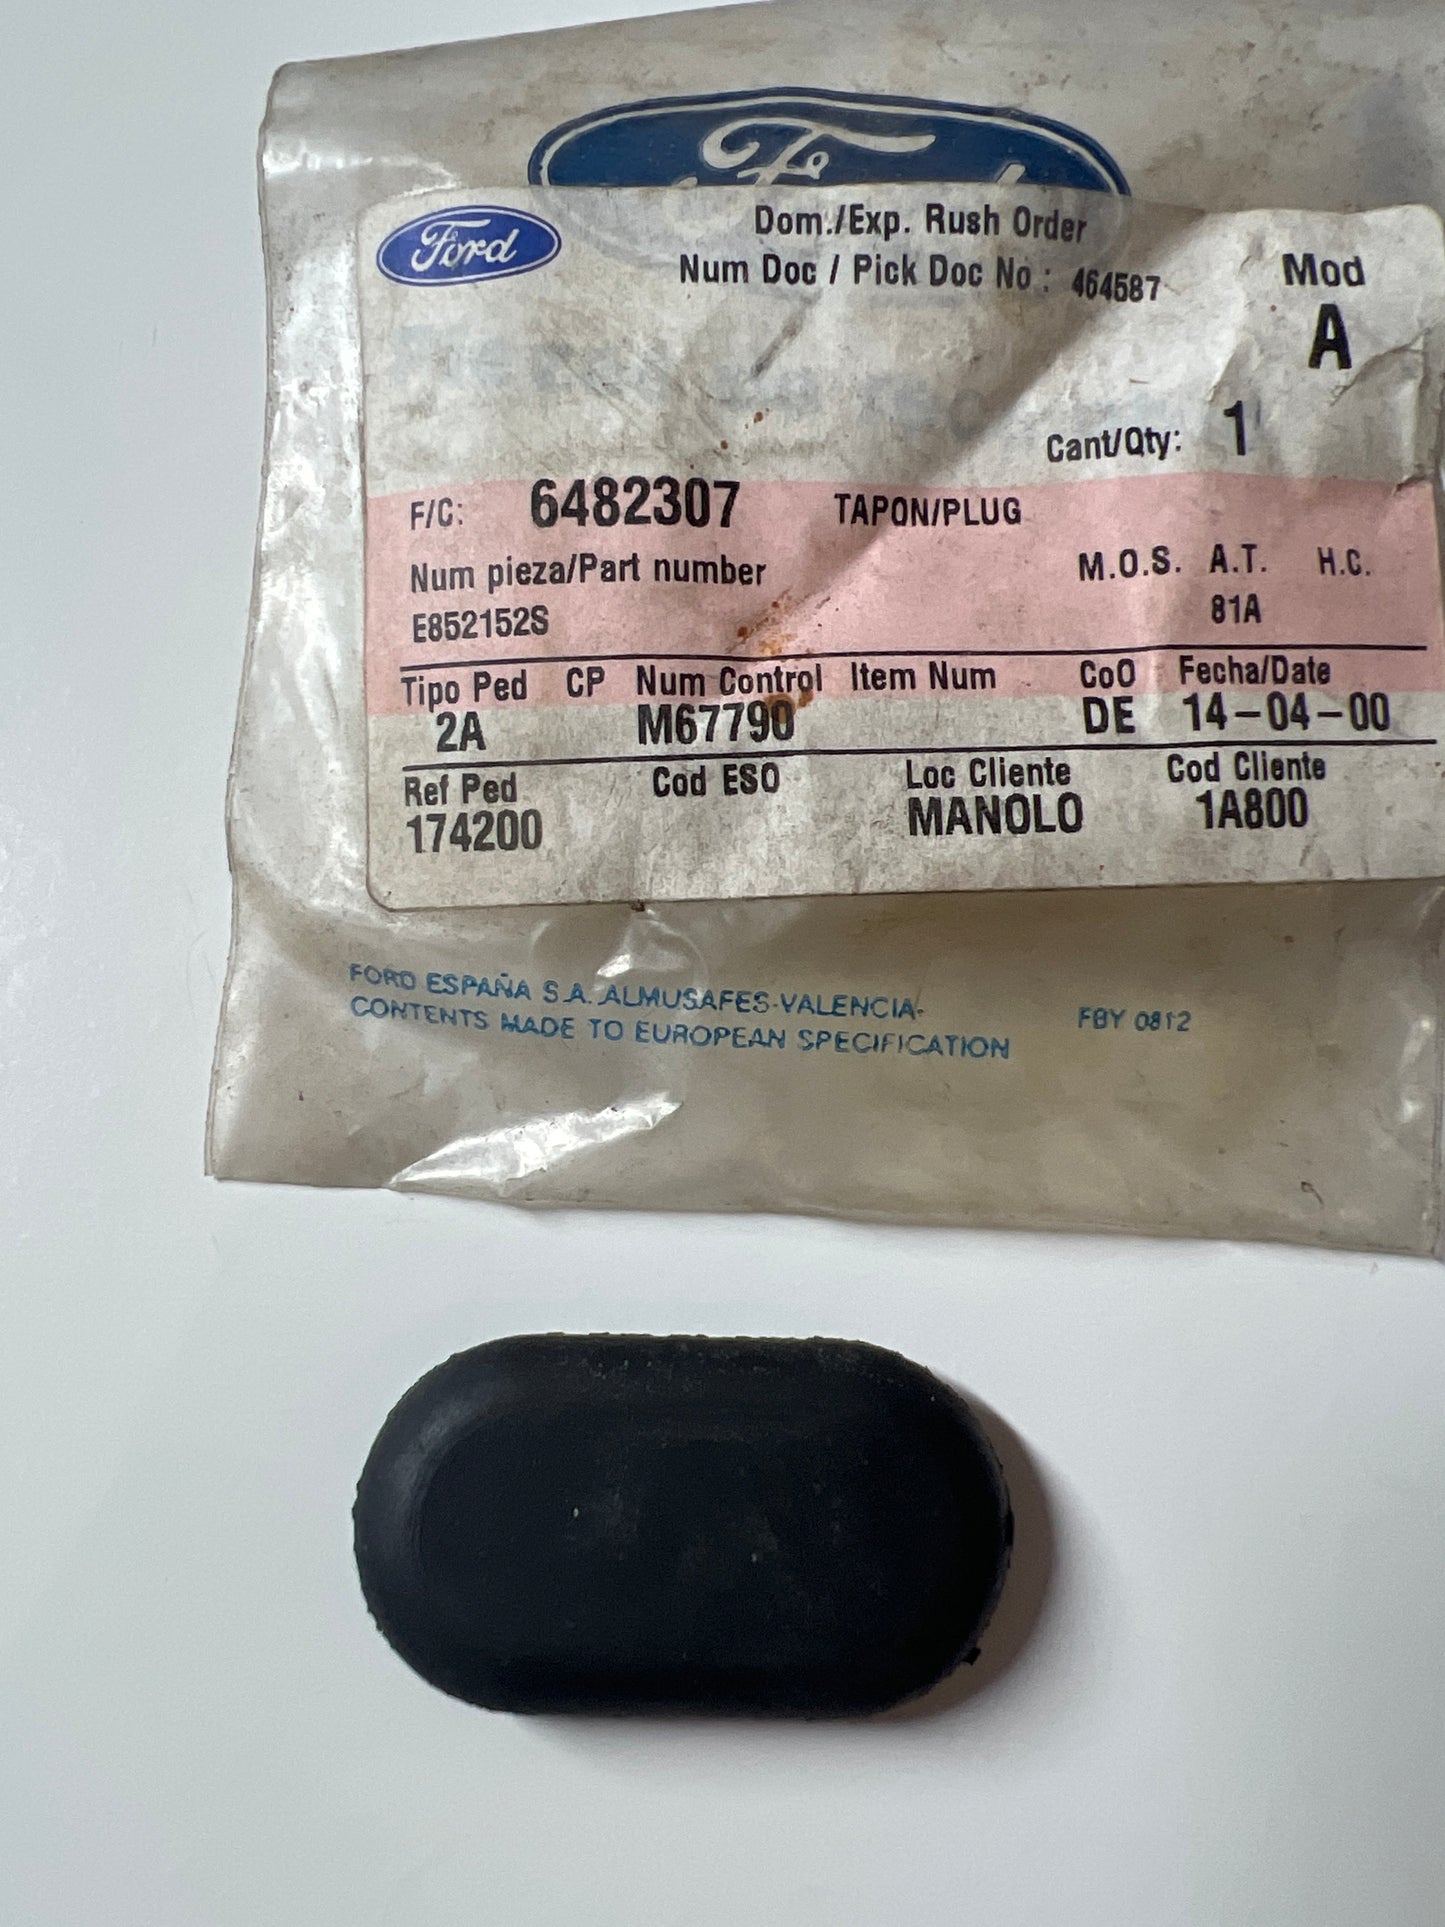 Ford
Dom./Exp. Rush Order
Num Doc / Pick Doc No : 464587
Mod
A
Cant/Qty: 1
F/C: 6482307 TAPON/PLUG
Num pieza/Part number M.O.S. A.T. H.C.
E852152S 81A
Tipo Ped CP Num Control Item Num CoO Fecha/Date
2A M67790 DE 14-04-00
Ref Ped Cod ESO Loc Cliente Cod Cliente
174200 MANOLO 1A800
FORD ESPAÑA S.A. ALMUSAFES-VALENCIA-
CONTENTS MADE TO EUROPEAN SPECIFICATION
FBY 0812